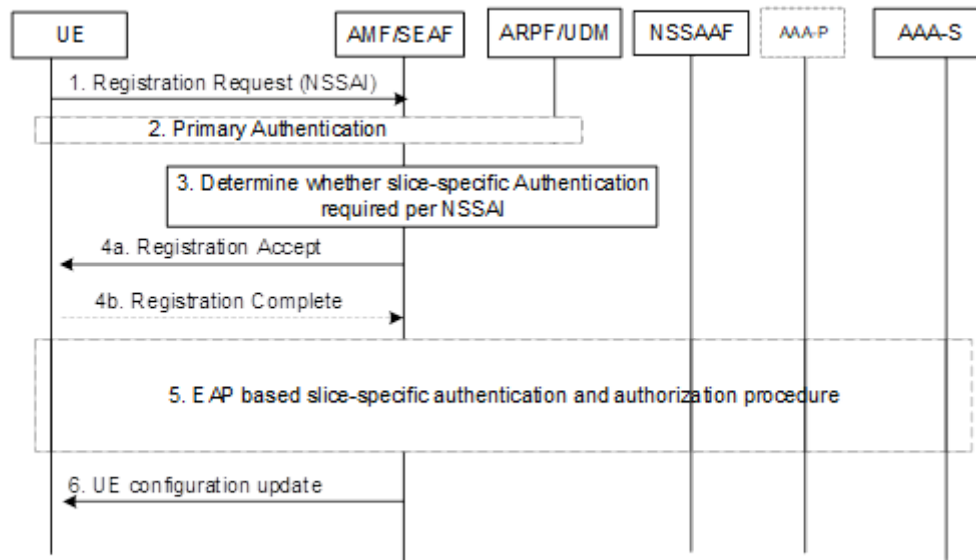 UE
AMF/SEAF
ARPF/UDM
NSSAAF
AAA-P
AAA-S
1. Registration Request (NSSAI)
2. Primary Authentication
3. Determine whether slice-specific Authentication
required per NSSAI
4a. Registration Accept
4b. Registration Complete
5. EAP based slice-specific authentication and authorization procedure
6. UE configuration update